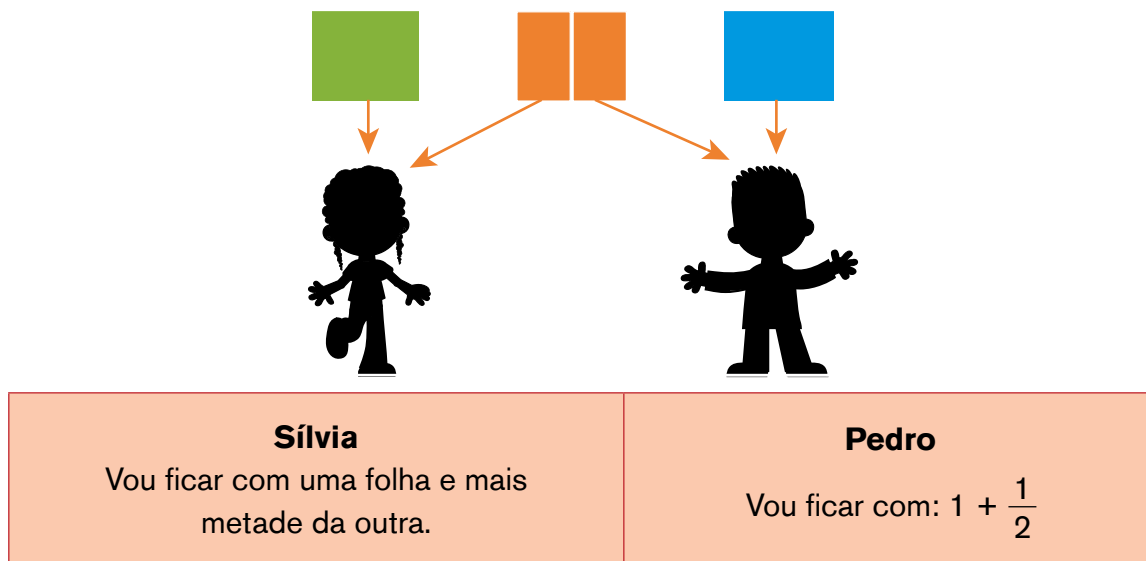 Sílvia
Vou ficar com uma folha e mais
metade da outra.
Pedro
Vou ficar com: 1 + 1/2